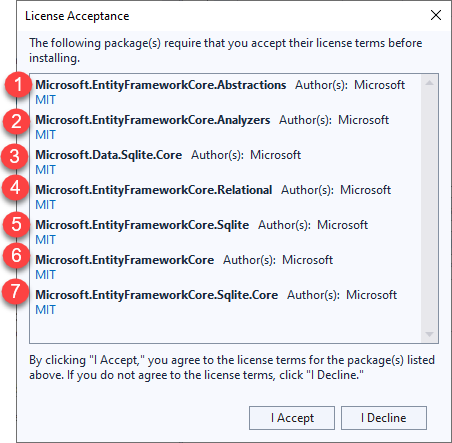 License Acceptance
The following package(s) require that you accept their license terms before
installing.
1 Microsoft.EntityFrameworkCore.Abstractions Author(s): Microsoft
MIT
2 Microsoft.EntityFrameworkCore.Analyzers Author(s): Microsoft
MIT
3 Microsoft.Data.Sqlite.Core Author(s): Microsoft
MIT
4 Microsoft.EntityFrameworkCore.Relational Author(s): Microsoft
MIT
5 Microsoft.EntityFrameworkCore.Sqlite Author(s): Microsoft
MIT
6 Microsoft.EntityFrameworkCore Author(s): Microsoft
MIT
7 Microsoft.EntityFrameworkCore.Sqlite.Core Author(s): Microsoft
MIT
By clicking "I Accept," you agree to the license terms for the package(s) listed
above. If you do not agree to the license terms, click "I Decline."
I Accept I Decline